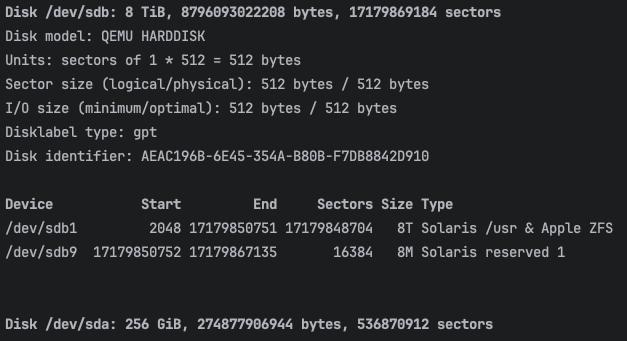 Disk /dev/sdb: 8 TiB, 8796093022208 bytes, 17179869184 sectors
Disk model: QEMU HARDDISK
Units: sectors of 1 * 512 = 512 bytes
Sector size (logical/physical): 512 bytes / 512 bytes
I/O size (minimum/optimal): 512 bytes / 512 bytes
Disklabel type: gpt
Disk identifier: AEAC196B-6E45-354A-B80B-F7DB8842D910
Device           Start         End     Sectors Size Type
/dev/sdb1         2048 17179850751 17179848704   8T Solaris /usr & Apple ZFS
/dev/sdb9  17179850752 17179867135       16384   8M Solaris reserved 1
Disk /dev/sda: 256 GiB, 274877906944 bytes, 536870912 sectors